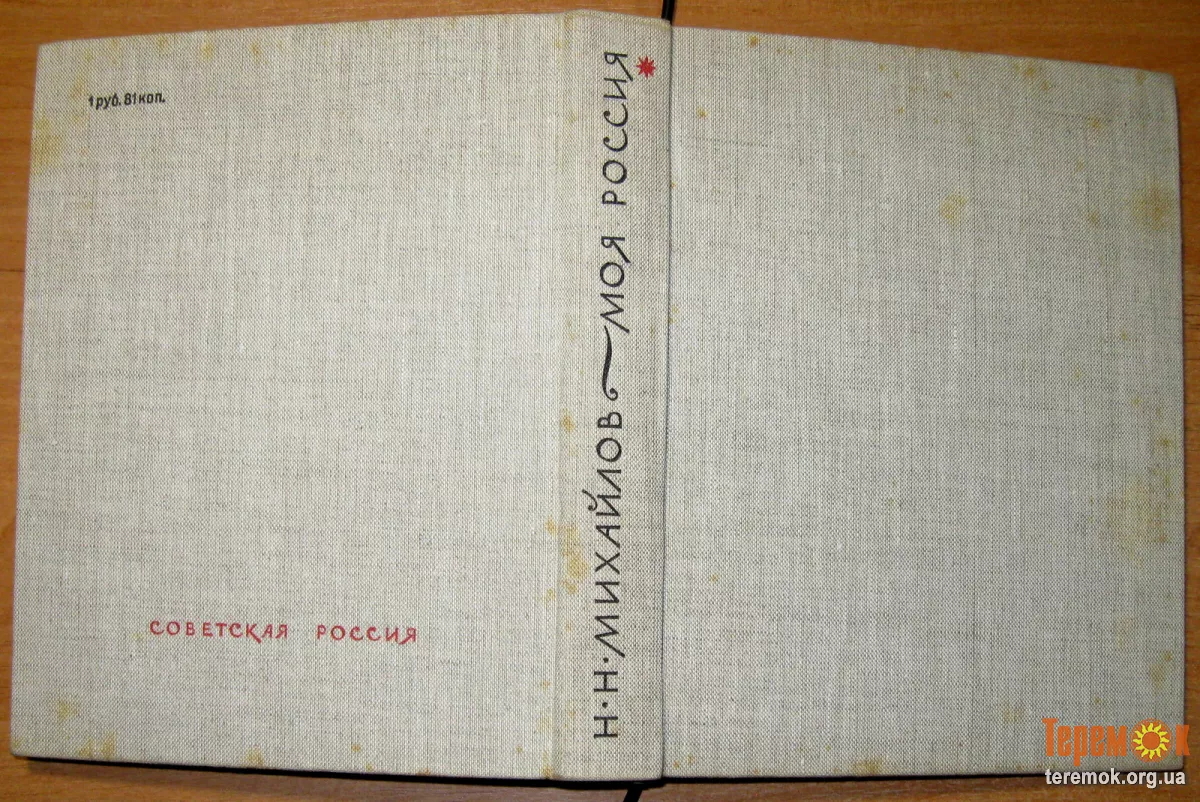 1 руб. 81 коп.
СОВЕТСКАЯ РОССИЯ
Н·Н·МИХАЙЛОВ~МОЯ РОССИЯ
Теремок
teremok.org.ua